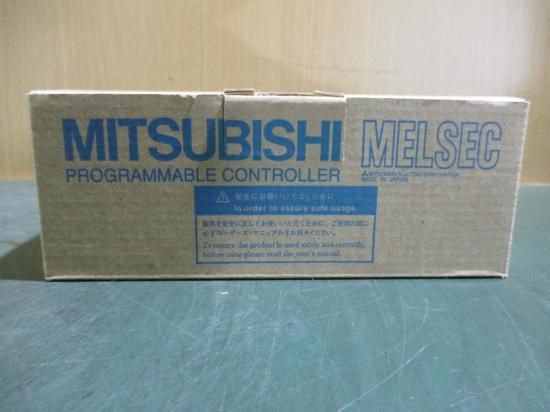 MITSUBISHI
PROGRAMMABLE CONTROLLER
MELSEC
MITSUBISHI ELECTRIC CORPORATION
MADE IN JAPAN
安全にお使いいただくために
In order to assure safe usage
製品を安全に正しくお使いいただくために、ご使用の前に
必ずユーザーズ・マニュアルをお読みください。
To ensure the product is used safely and correctly,
before using please read the user's manual.